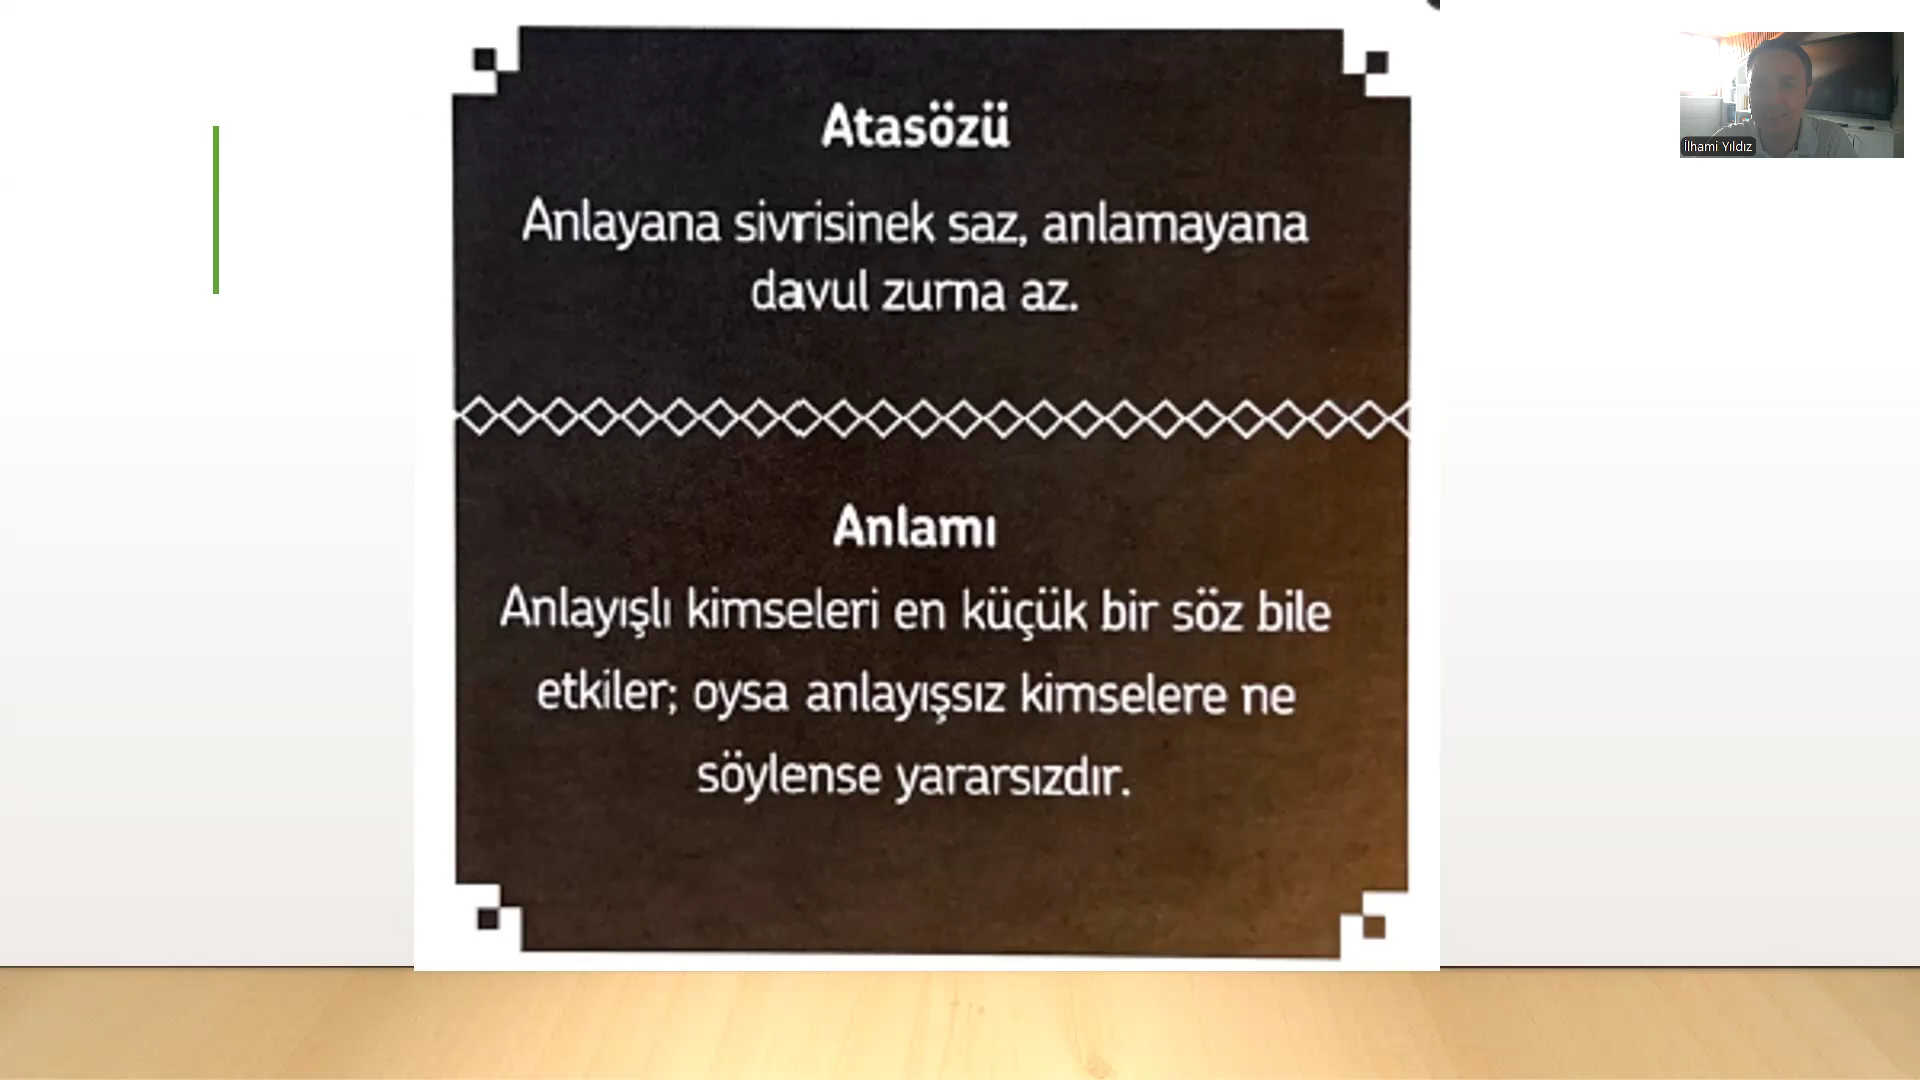 Atasözü
Anlayana sivrisinek saz, anlamayana
davul zurna az.
Anlamı
Anlayışlı kimseleri en küçük bir söz bile
etkiler; oysa anlayışsız kimselere ne
söylense yararsızdır.
İlhami Yıldız